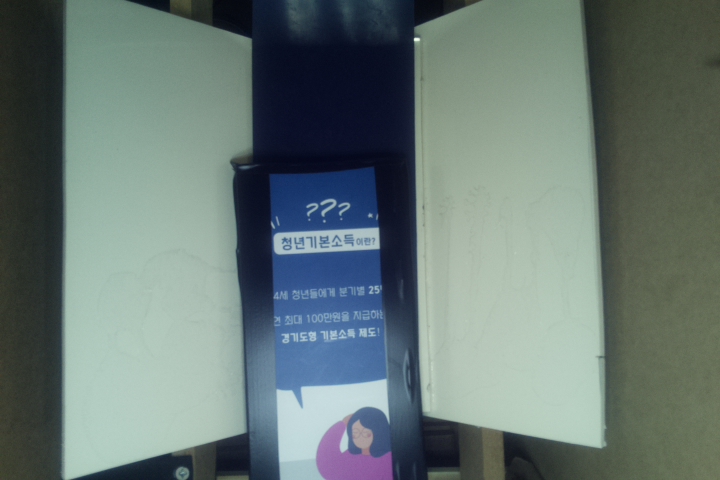 ???
청년기본소득이란?
4세 청년들에게 분기별 25
최대 100만원을 지급하는
경기도형 기본소득 제도!